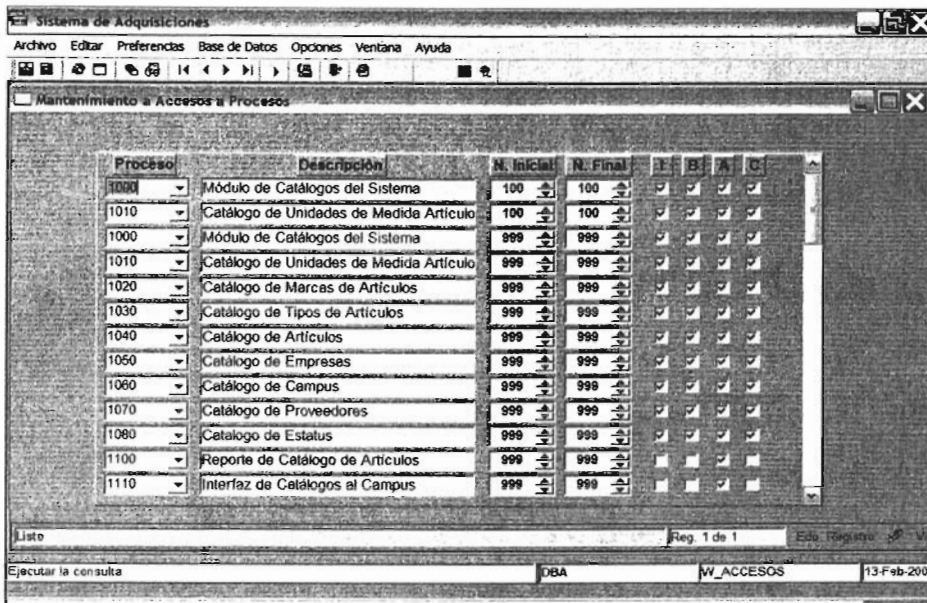 Sistema de Adquisiciones
Archivo Editar Preferencias Base de Datos Opciones Ventana Ayuda
Mantenimiento a Accesos a Procesos
Proceso Descripción N. Inicial N. Final I B A C
1000 Módulo de Catálogos del Sistema 100 100
1010 Catálogo de Unidades de Medida Artículo 100 100
1000 Módulo de Catálogos del Sistema 999 999
1010 Catálogo de Unidades de Medida Artículo 999 999
1020 Catálogo de Marcas de Artículos 999 999
1030 Catálogo de Tipos de Artículos 999 999
1040 Catálogo de Artículos 999 999
1050 Catálogo de Empresas 999 999
1060 Catálogo de Campus 999 999
1070 Catálogo de Proveedores 999 999
1080 Catalogo de Estatus 999 999
1100 Reporte de Catálogo de Artículos 999 999
1110 Interfaz de Catálogos al Campus 999 999
Listo Reg. 1 de 1 Edo. Registro
Ejecutar la consulta DBA W_ACCESOS 13-Feb-200